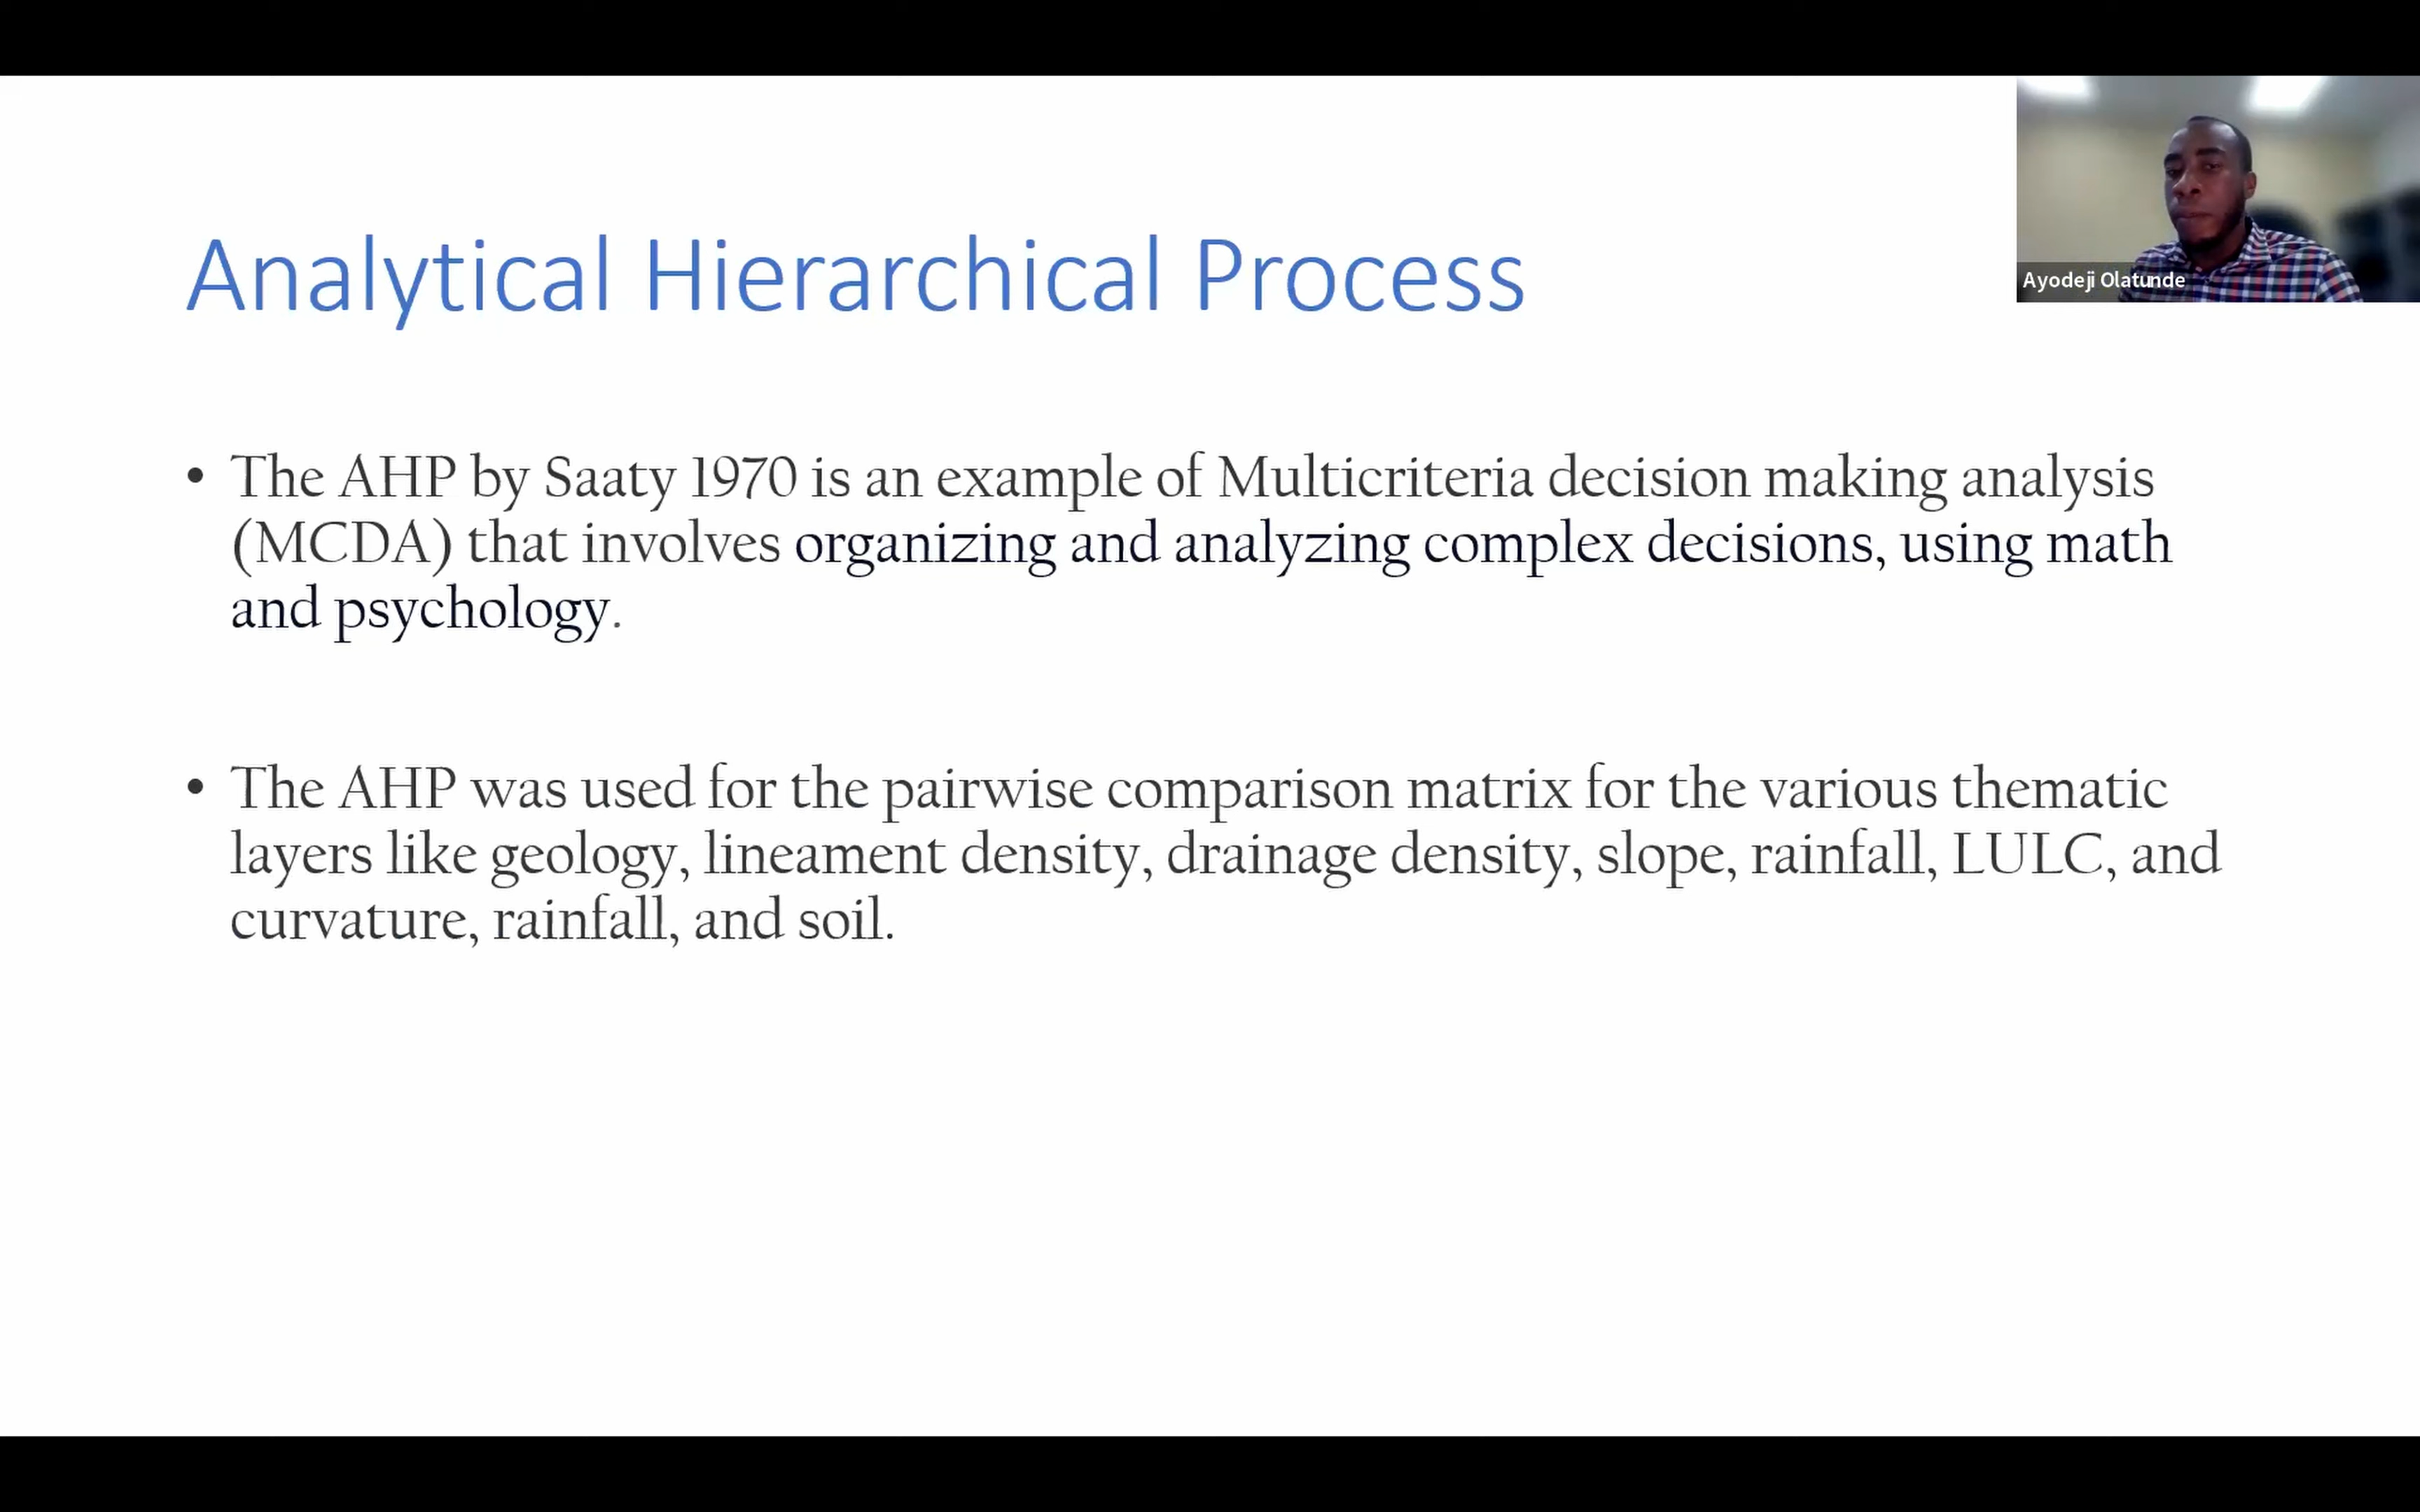 Analytical Hierarchical Process
Ayodeji Olatunde
• The AHP by Saaty 1970 is an example of Multicriteria decision making analysis
(MCDA) that involves organizing and analyzing complex decisions, using math
and psychology.
• The AHP was used for the pairwise comparison matrix for the various thematic
layers like geology, lineament density, drainage density, slope, rainfall, LULC, and
curvature, rainfall, and soil.